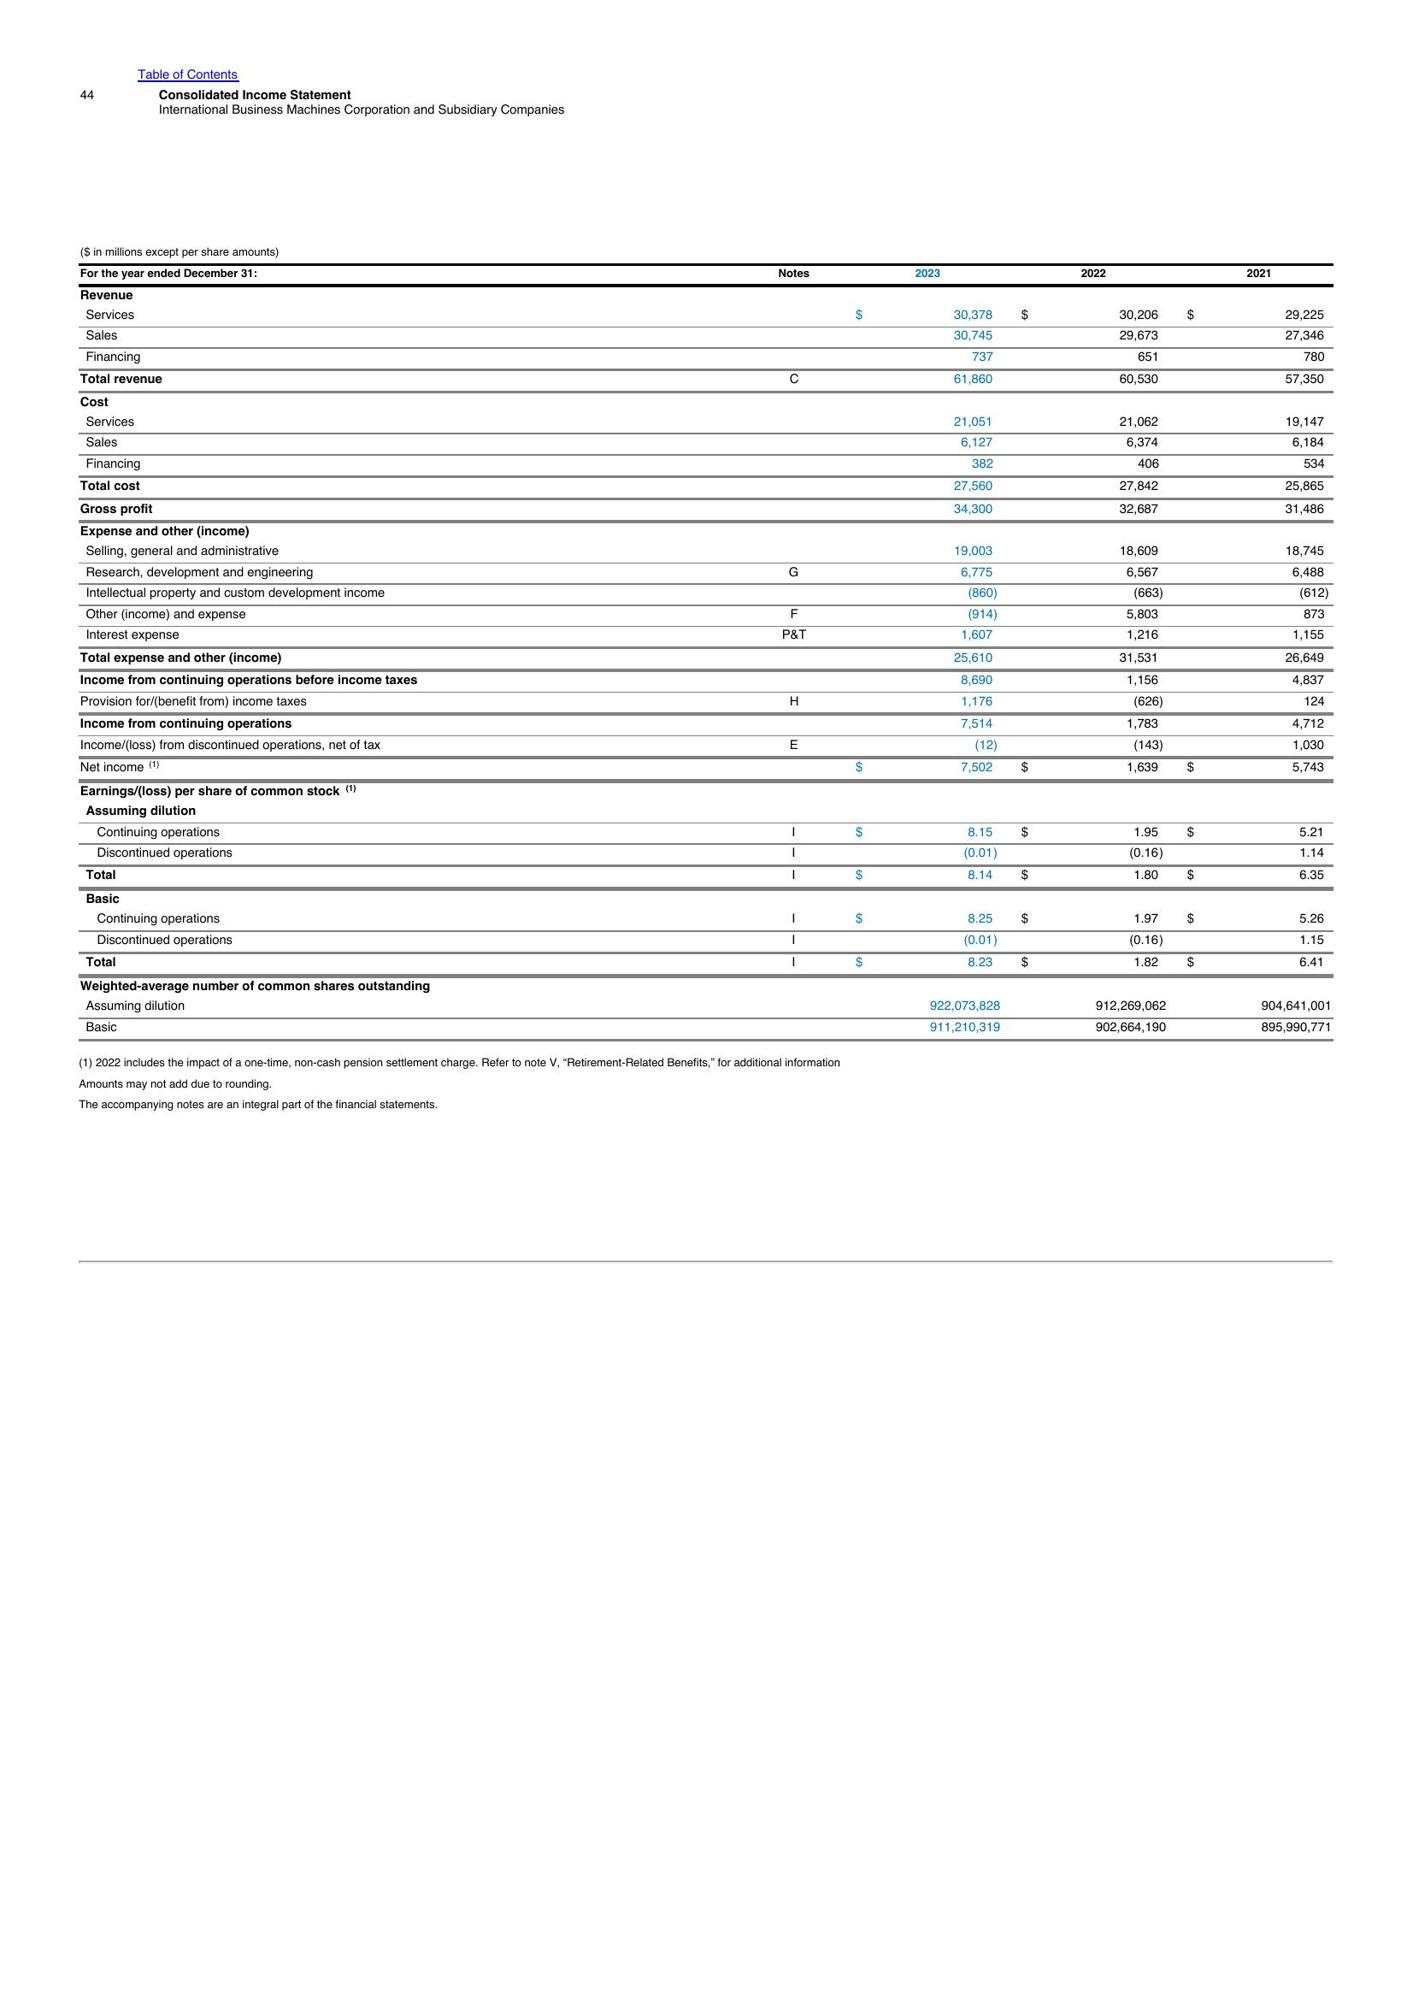 Table of Contents
44 Consolidated Income Statement
International Business Machines Corporation and Subsidiary Companies
($ in millions except per share amounts)
For the year ended December 31: Notes 2023 2022 2021
Revenue
Services $ 30,378 $ 30,206 $ 29,225
Sales 30,745 29,673 27,346
Financing 737 651 780
Total revenue C 61,860 60,530 57,350
Cost
Services 21,051 21,062 19,147
Sales 6,127 6,374 6,184
Financing 382 406 534
Total cost 27,560 27,842 25,865
Gross profit 34,300 32,687 31,486
Expense and other (income)
Selling, general and administrative 19,003 18,609 18,745
Research, development and engineering G 6,775 6,567 6,488
Intellectual property and custom development income (860) (663) (612)
Other (income) and expense F (914) 5,803 873
Interest expense P&T 1,607 1,216 1,155
Total expense and other (income) 25,610 31,531 26,649
Income from continuing operations before income taxes 8,690 1,156 4,837
Provision for/(benefit from) income taxes H 1,176 (626) 124
Income from continuing operations 7,514 1,783 4,712
Income/(loss) from discontinued operations, net of tax E (12) (143) 1,030
Net income (1) $ 7,502 $ 1,639 $ 5,743
Earnings/(loss) per share of common stock (1)
Assuming dilution
Continuing operations I $ 8.15 $ 1.95 $ 5.21
Discontinued operations I (0.01) (0.16) 1.14
Total I $ 8.14 $ 1.80 $ 6.35
Basic
Continuing operations I $ 8.25 $ 1.97 $ 5.26
Discontinued operations I (0.01) (0.16) 1.15
Total I $ 8.23 $ 1.82 $ 6.41
Weighted-average number of common shares outstanding
Assuming dilution 922,073,828 912,269,062 904,641,001
Basic 911,210,319 902,664,190 895,990,771
(1) 2022 includes the impact of a one-time, non-cash pension settlement charge. Refer to note V, “Retirement-Related Benefits,” for additional information
Amounts may not add due to rounding.
The accompanying notes are an integral part of the financial statements.